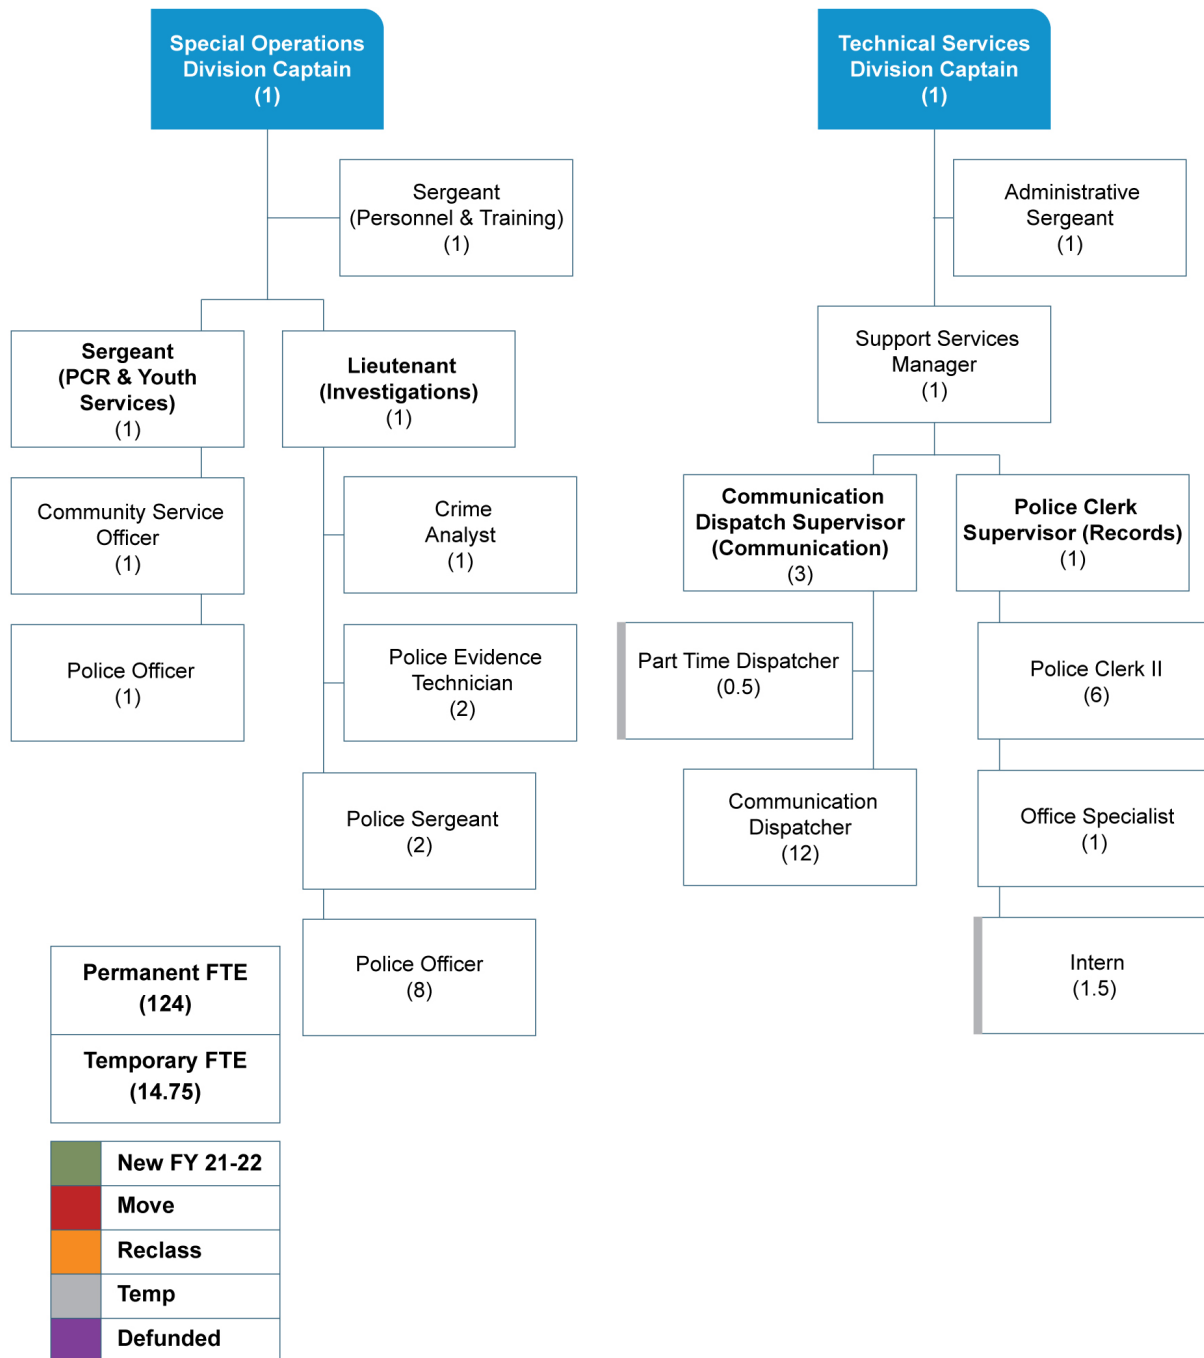 Special Operations
Division Captain
(1)
Sergeant
(Personnel & Training)
(1)
Sergeant
(PCR & Youth
Services)
(1)
Lieutenant
(Investigations)
(1)
Community Service
Officer
(1)
Police Officer
(1)
Crime
Analyst
(1)
Police Evidence
Technician
(2)
Police Sergeant
(2)
Police Officer
(8)
Technical Services
Division Captain
(1)
Administrative
Sergeant
(1)
Support Services
Manager
(1)
Communication
Dispatch Supervisor
(Communication)
(3)
Police Clerk
Supervisor (Records)
(1)
Part Time Dispatcher
(0.5)
Communication
Dispatcher
(12)
Police Clerk II
(6)
Office Specialist
(1)
Intern
(1.5)
Permanent FTE
(124)
Temporary FTE
(14.75)
New FY 21-22
Move
Reclass
Temp
Defunded